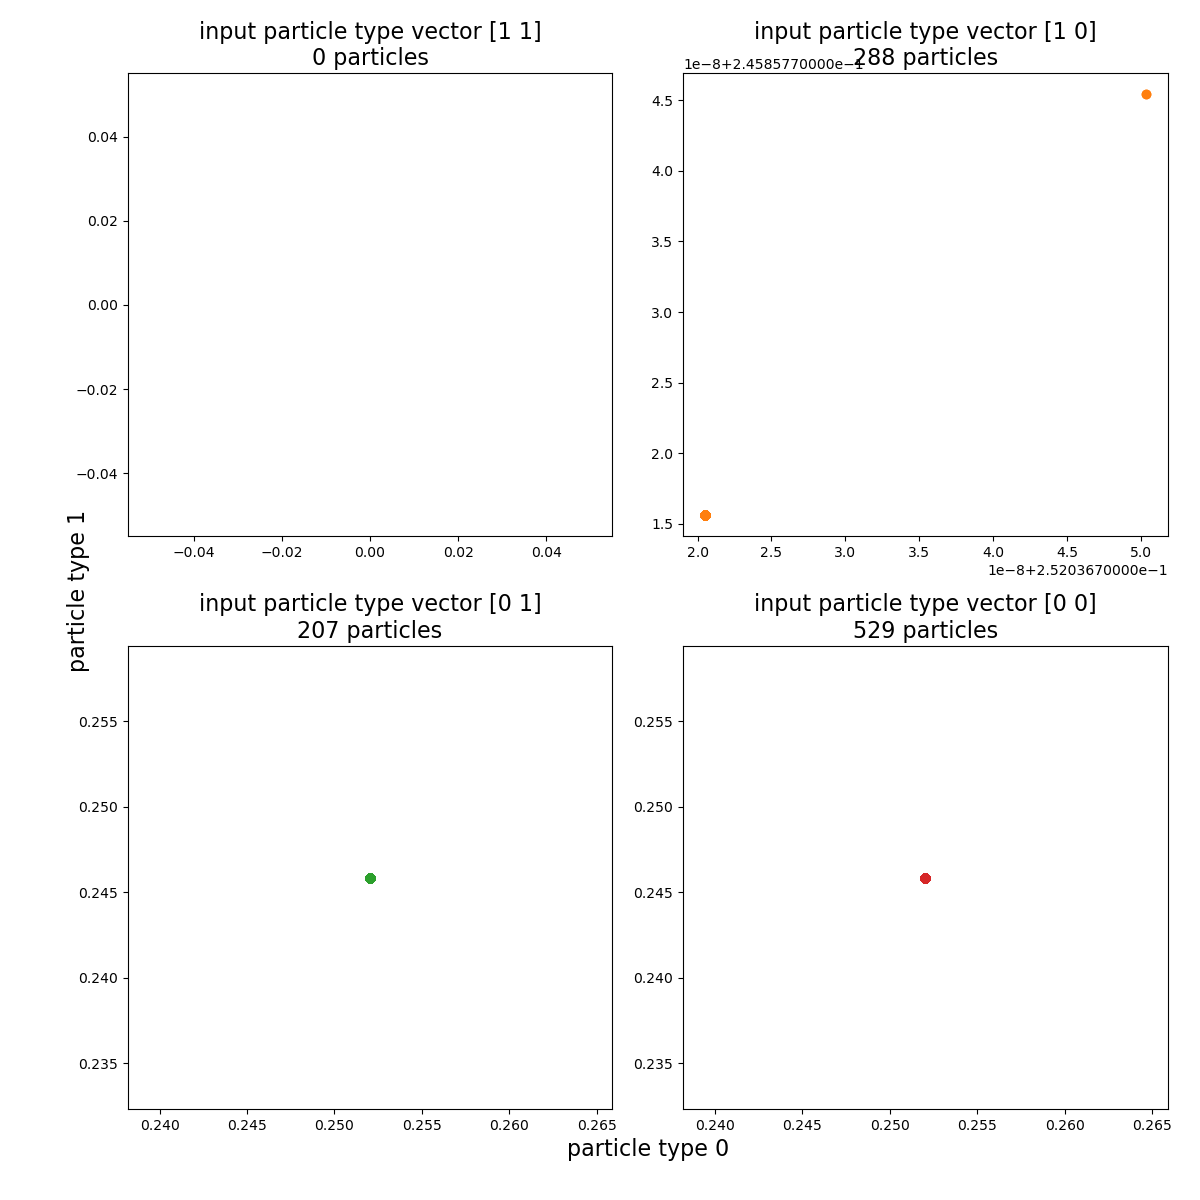 input particle type vector [1 1]
0 particles
0.04
0.02
0.00
−0.02
−0.04
−0.04 −0.02 0.00 0.02 0.04
input particle type vector [1 0]
288 particles
1e−8+2.4585770000e−1
4.5
4.0
3.5
3.0
2.5
2.0
1.5
2.0 2.5 3.0 3.5 4.0 4.5 5.0
1e−8+2.5203670000e−1
particle type 1
input particle type vector [0 1]
207 particles
0.255
0.250
0.245
0.240
0.235
0.240 0.245 0.250 0.255 0.260 0.265
input particle type vector [0 0]
529 particles
0.255
0.250
0.245
0.240
0.235
0.240 0.245 0.250 0.255 0.260 0.265
particle type 0